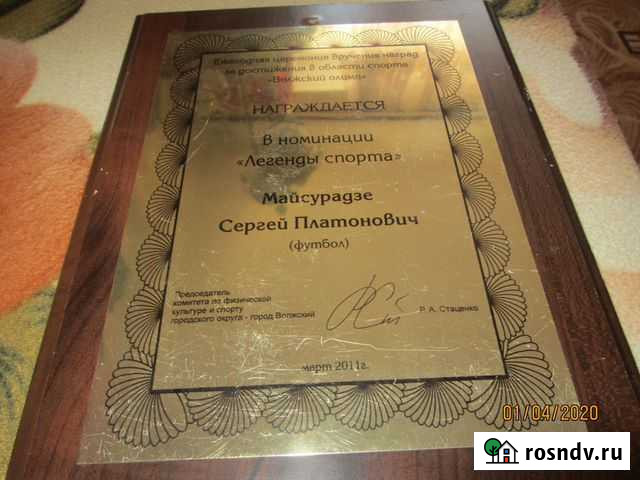 Ежегодная церемония вручения наград
за достижения в области спорта
«Волжский олимп»
НАГРАЖДАЕТСЯ
в номинации
«Легенды спорта»
Майсурадзе
Сергей Платонович
(футбол)
Председатель
комитета по физической
культуре и спорту
городского округа - город Волжский
Р. А. Стаценко
март 2011г.
01/04/2020
rosndv.ru